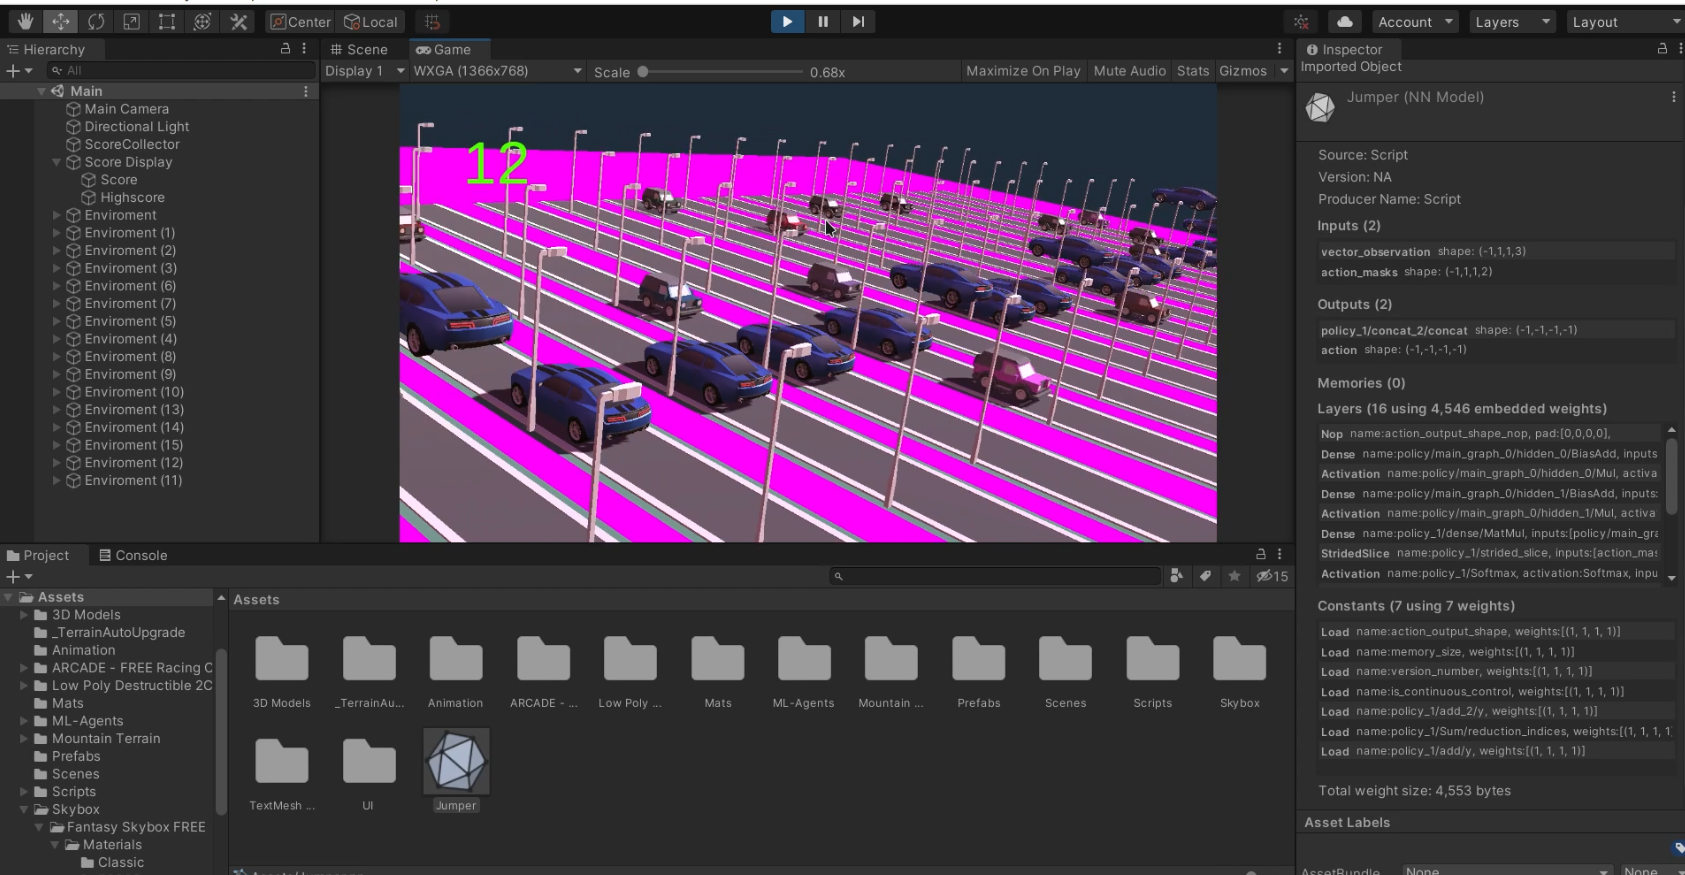 Center Local Account Layers Layout
Hierarchy
All
Main
Main Camera
Directional Light
ScoreCollector
Score Display
Score
Highscore
Enviroment
Enviroment (1)
Enviroment (2)
Enviroment (3)
Enviroment (6)
Enviroment (7)
Enviroment (5)
Enviroment (4)
Enviroment (8)
Enviroment (9)
Enviroment (10)
Enviroment (13)
Enviroment (14)
Enviroment (15)
Enviroment (12)
Enviroment (11)
Scene Game
Display 1 WXGA (1366x768) Scale 0.68x Maximize On Play Mute Audio Stats Gizmos
12
Inspector
Imported Object
Jumper (NN Model)
Source: Script
Version: NA
Producer Name: Script
Inputs (2)
vector_observation shape: (-1,1,1,3)
action_masks shape: (-1,1,1,2)
Outputs (2)
policy_1/concat_2/concat shape: (-1,-1,-1,-1)
action shape: (-1,-1,-1,-1)
Memories (0)
Layers (16 using 4,546 embedded weights)
Nop name:action_output_shape_nop, pad:[0,0,0,0],
Dense name:policy/main_graph_0/hidden_0/BiasAdd, inputs
Activation name:policy/main_graph_0/hidden_0/Mul, activa
Dense name:policy/main_graph_0/hidden_1/BiasAdd, inputs:
Activation name:policy/main_graph_0/hidden_1/Mul, activa
Dense name:policy_1/dense/MatMul, inputs:[policy/main_gra
StridedSlice name:policy_1/strided_slice, inputs:[action_mas
Activation name:policy_1/Softmax, activation:Softmax, inpu
Constants (7 using 7 weights)
Load name:action_output_shape, weights:[(1, 1, 1, 1)]
Load name:memory_size, weights:[(1, 1, 1, 1)]
Load name:version_number, weights:[(1, 1, 1, 1)]
Load name:is_continuous_control, weights:[(1, 1, 1, 1)]
Load name:policy_1/add_2/y, weights:[(1, 1, 1, 1)]
Load name:policy_1/Sum/reduction_indices, weights:[(1, 1, 1, 1
Load name:policy_1/add/y, weights:[(1, 1, 1, 1)]
Total weight size: 4,553 bytes
Asset Labels
AssetBundle None None
Project Console
15
Assets
3D Models
_TerrainAutoUpgrade
Animation
ARCADE - FREE Racing C
Low Poly Destructible 2C
Mats
ML-Agents
Mountain Terrain
Prefabs
Scenes
Scripts
Skybox
Fantasy Skybox FREE
Materials
Classic
Assets
3D Models _TerrainAu... Animation ARCADE - ... Low Poly ... Mats ML-Agents Mountain ... Prefabs Scenes Scripts Skybox
TextMesh ... UI Jumper